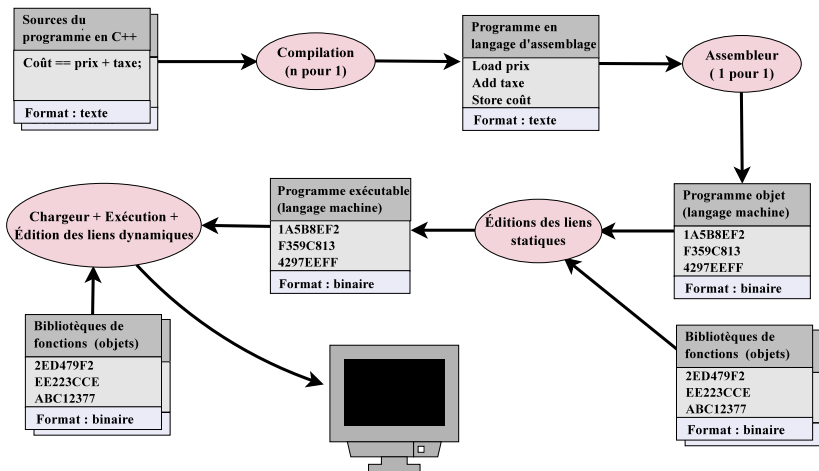 Sources du
programme en C++
Coût == prix + taxe;
Format : texte
Compilation
(n pour 1)
Programme en
langage d'assemblage
Load prix
Add taxe
Store coût
Format : texte
Assembleur
( 1 pour 1)
Programme objet
(langage machine)
1A5B8EF2
F359C813
4297EEFF
Format : binaire
Bibliotèques de
fonctions (objets)
2ED479F2
EE223CCE
ABC12377
Format : binaire
Éditions des liens
statiques
Programme exécutable
(langage machine)
1A5B8EF2
F359C813
4297EEFF
Format : binaire
Chargeur + Exécution +
Édition des liens dynamiques
Bibliotèques de
fonctions (objets)
2ED479F2
EE223CCE
ABC12377
Format : binaire